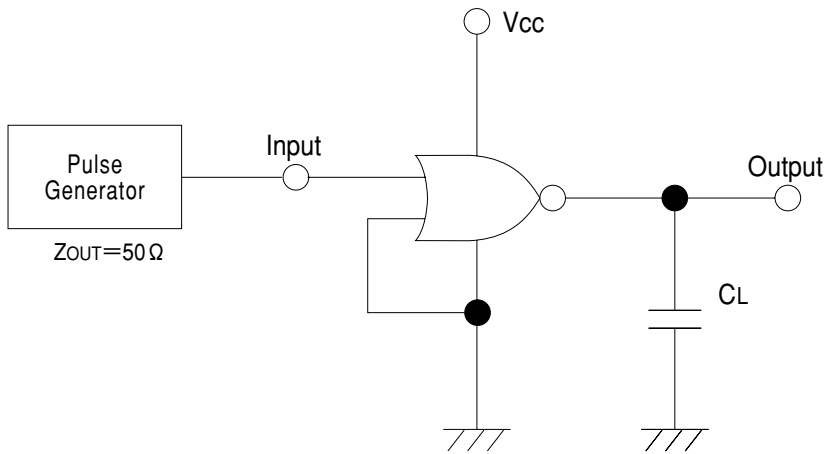 Vcc
Input
Output
Pulse
Generator
ZOUT=50Ω
CL